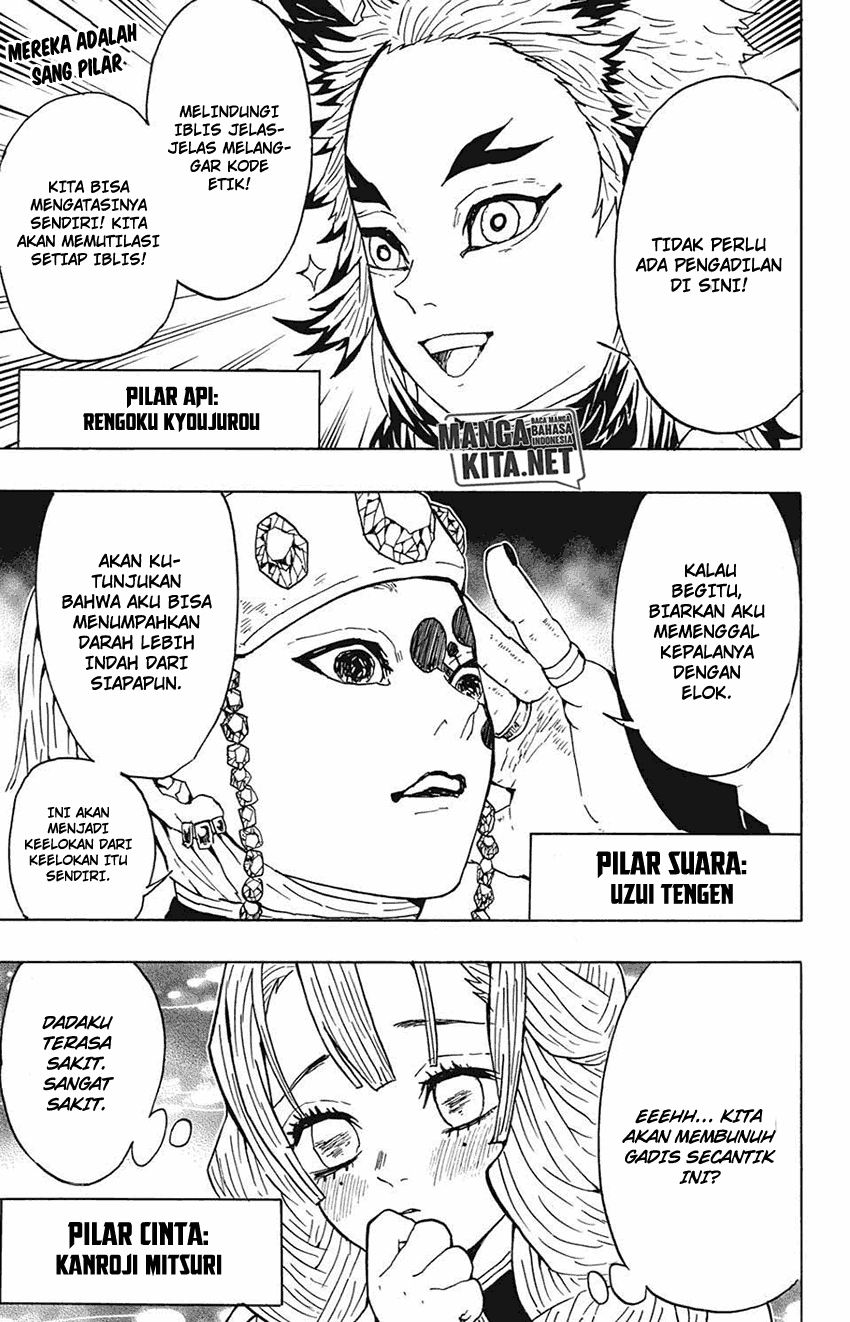 MEREKA ADALAH
SANG PILAR
TIDAK PERLU
ADA PENGADILAN
DI SINI!
MELINDUNGI
IBLIS JELAS-
JELAS MELANG-
GAR KODE
ETIK!
KITA BISA
MENGATASINYA
SENDIRI! KITA
AKAN MEMUTILASI
SETIAP IBLIS!
PILAR API:
RENGOKU KYOUJUROU
MANGA
BACA MANGA
BAHASA
INDONESIA
KITA.NET
KALAU
BEGITU,
BIARKAN AKU
MEMENGGAL
KEPALANYA
DENGAN
ELOK.
AKAN KU-
TUNJUKAN
BAHWA AKU BISA
MENUMPAHKAN
DARAH LEBIH
INDAH DARI
SIAPAPUN.
INI AKAN
MENJADI
KEELOKAN DARI
KEELOKAN ITU
SENDIRI.
PILAR SUARA:
UZUI TENGEN
EEEHH... KITA
AKAN MEMBUNUH
GADIS SECANTIK
INI?
DADAKU
TERASA
SAKIT.
SANGAT
SAKIT.
PILAR CINTA:
KANROJI MITSURI